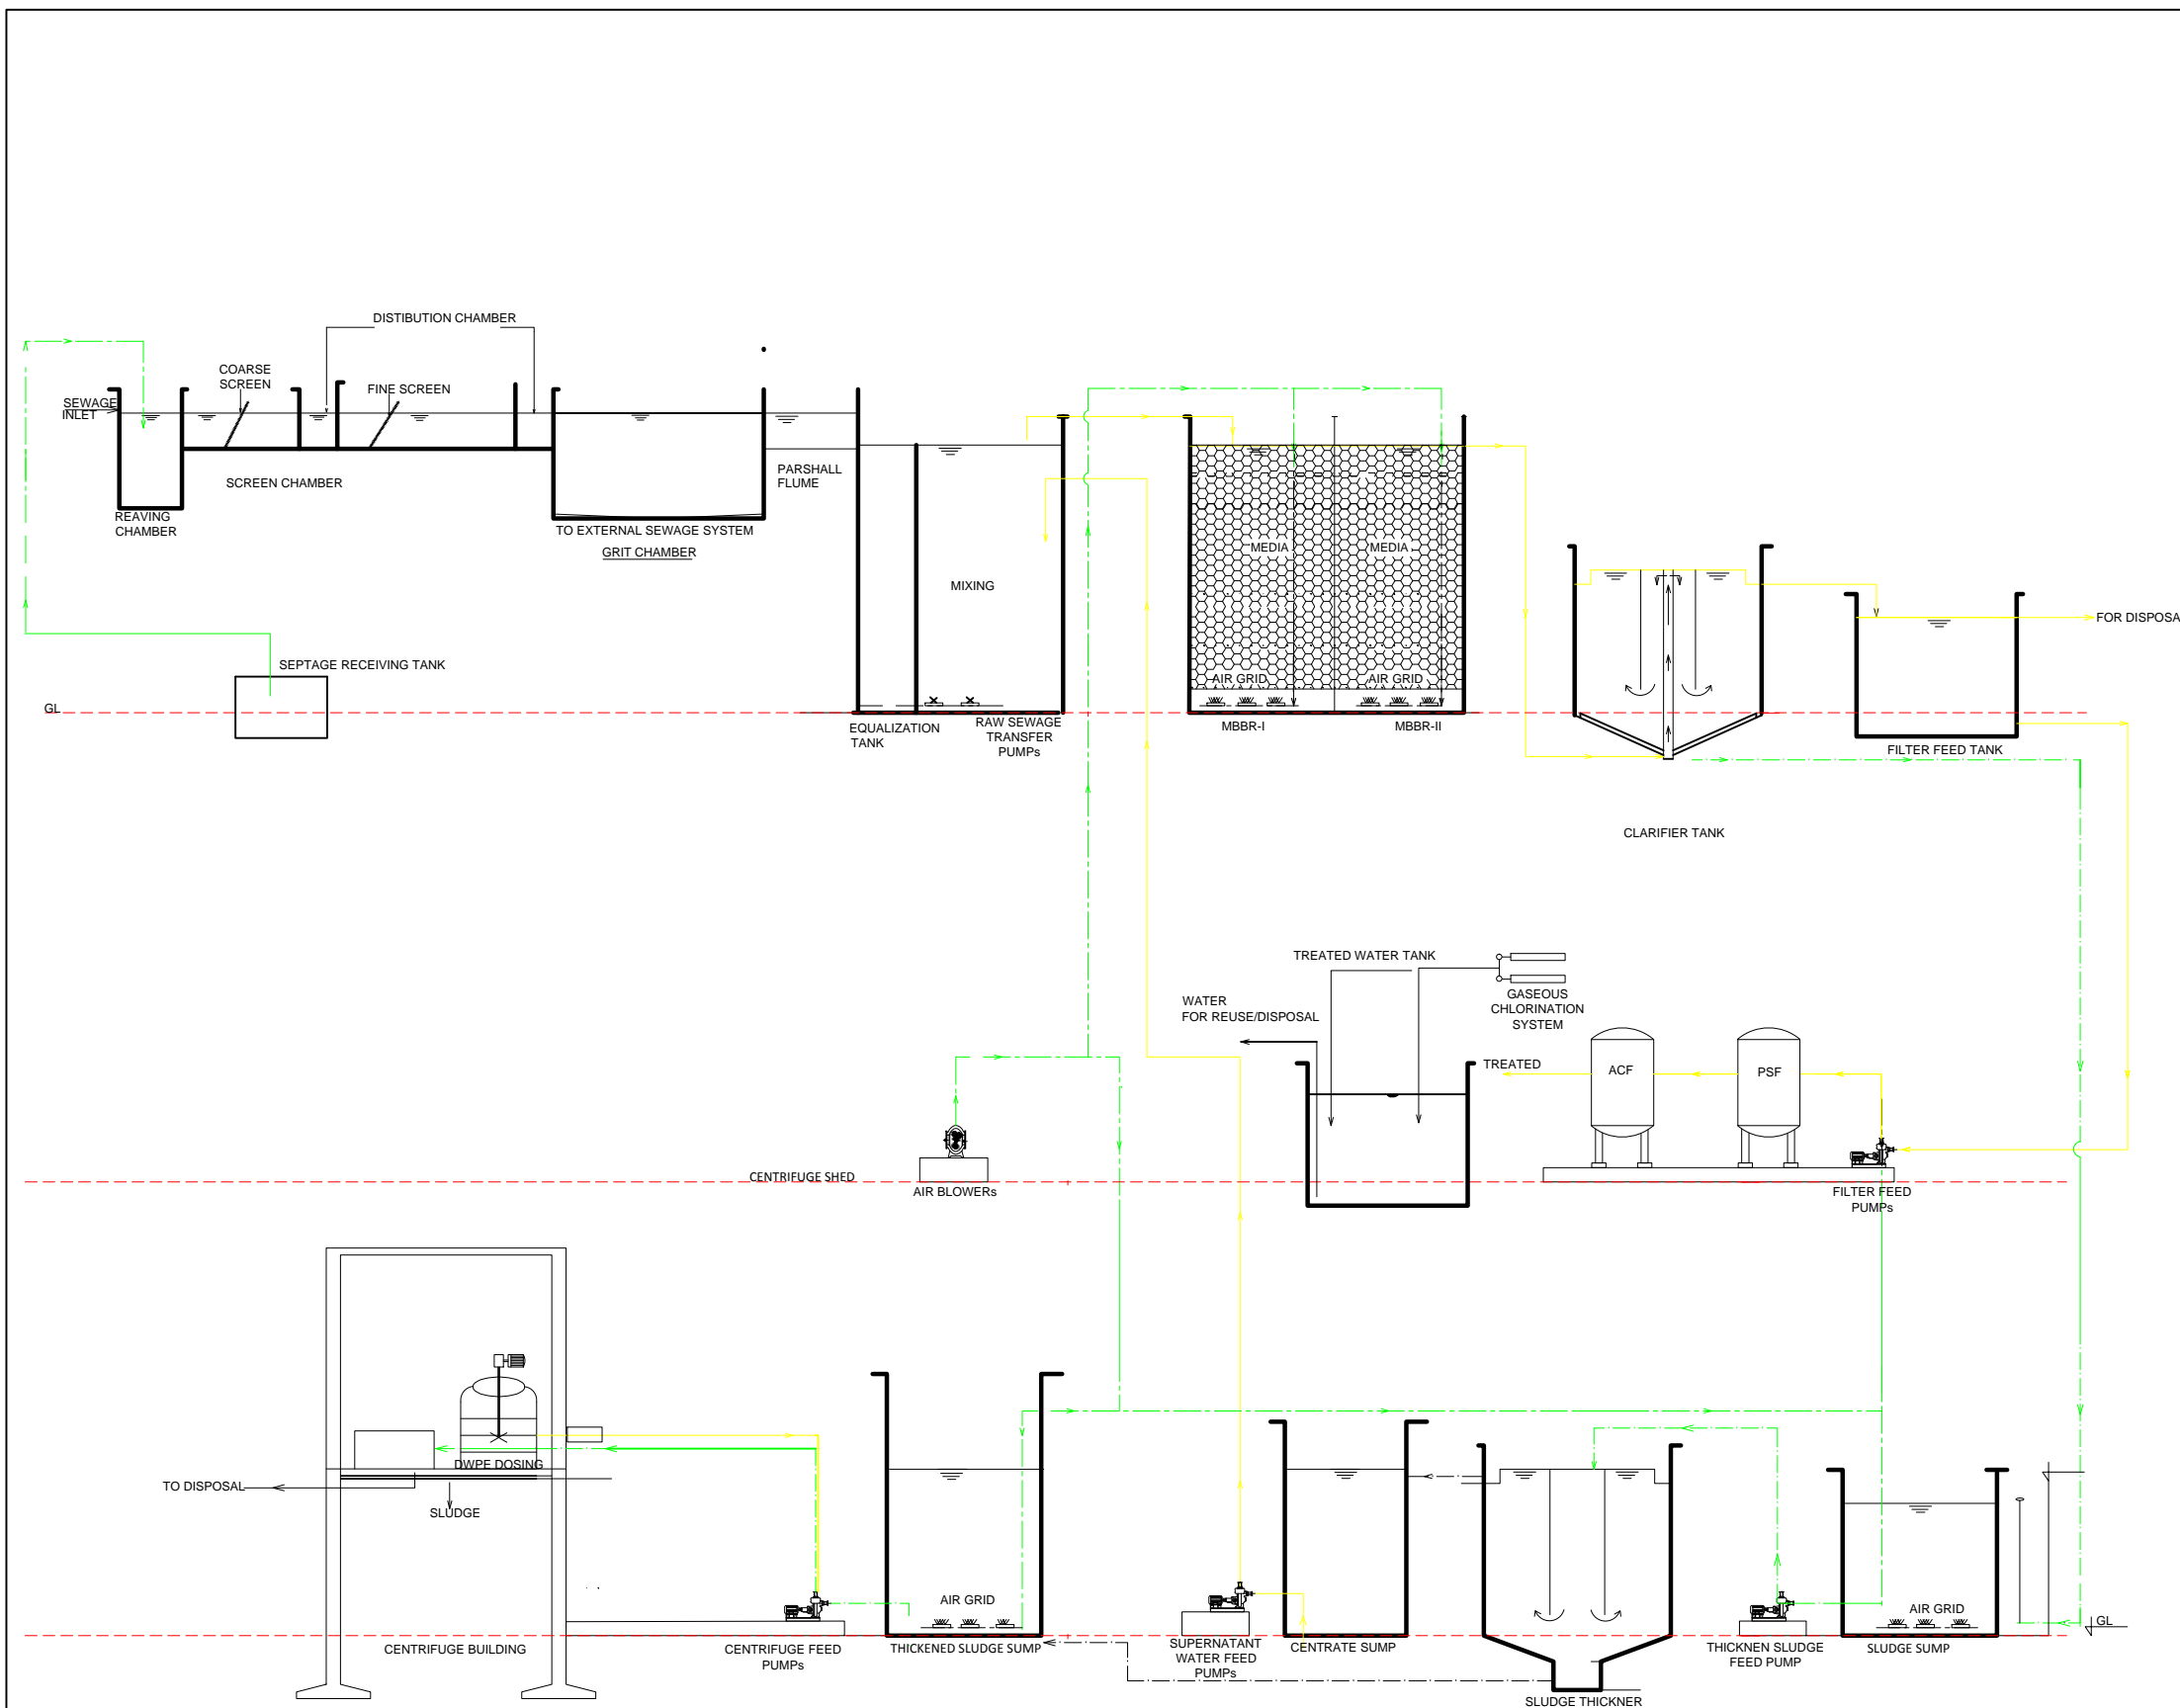 DISTIBUTION CHAMBER
COARSE
SCREEN
FINE SCREEN
SEWAGE
INLET
SCREEN CHAMBER
REAVING
CHAMBER
TO EXTERNAL SEWAGE SYSTEM
GRIT CHAMBER
PARSHALL
FLUME
MIXING
MEDIA
MEDIA
AIR GRID
AIR GRID
FOR DISPOSA
SEPTAGE RECEIVING TANK
GL
EQUALIZATION
TANK
RAW SEWAGE
TRANSFER
PUMPs
MBBR-I
MBBR-II
FILTER FEED TANK
CLARIFIER TANK
TREATED WATER TANK
GASEOUS
CHLORINATION
SYSTEM
WATER
FOR REUSE/DISPOSAL
TREATED
ACF
PSF
CENTRIFUGE SHED
AIR BLOWERs
FILTER FEED
PUMPs
DWPE DOSING
TO DISPOSAL
SLUDGE
AIR GRID
AIR GRID
GL
CENTRIFUGE BUILDING
CENTRIFUGE FEED
PUMPs
THICKENED SLUDGE SUMP
SUPERNATANT
WATER FEED
PUMPs
CENTRATE SUMP
THICKNEN SLUDGE
FEED PUMP
SLUDGE SUMP
SLUDGE THICKNER